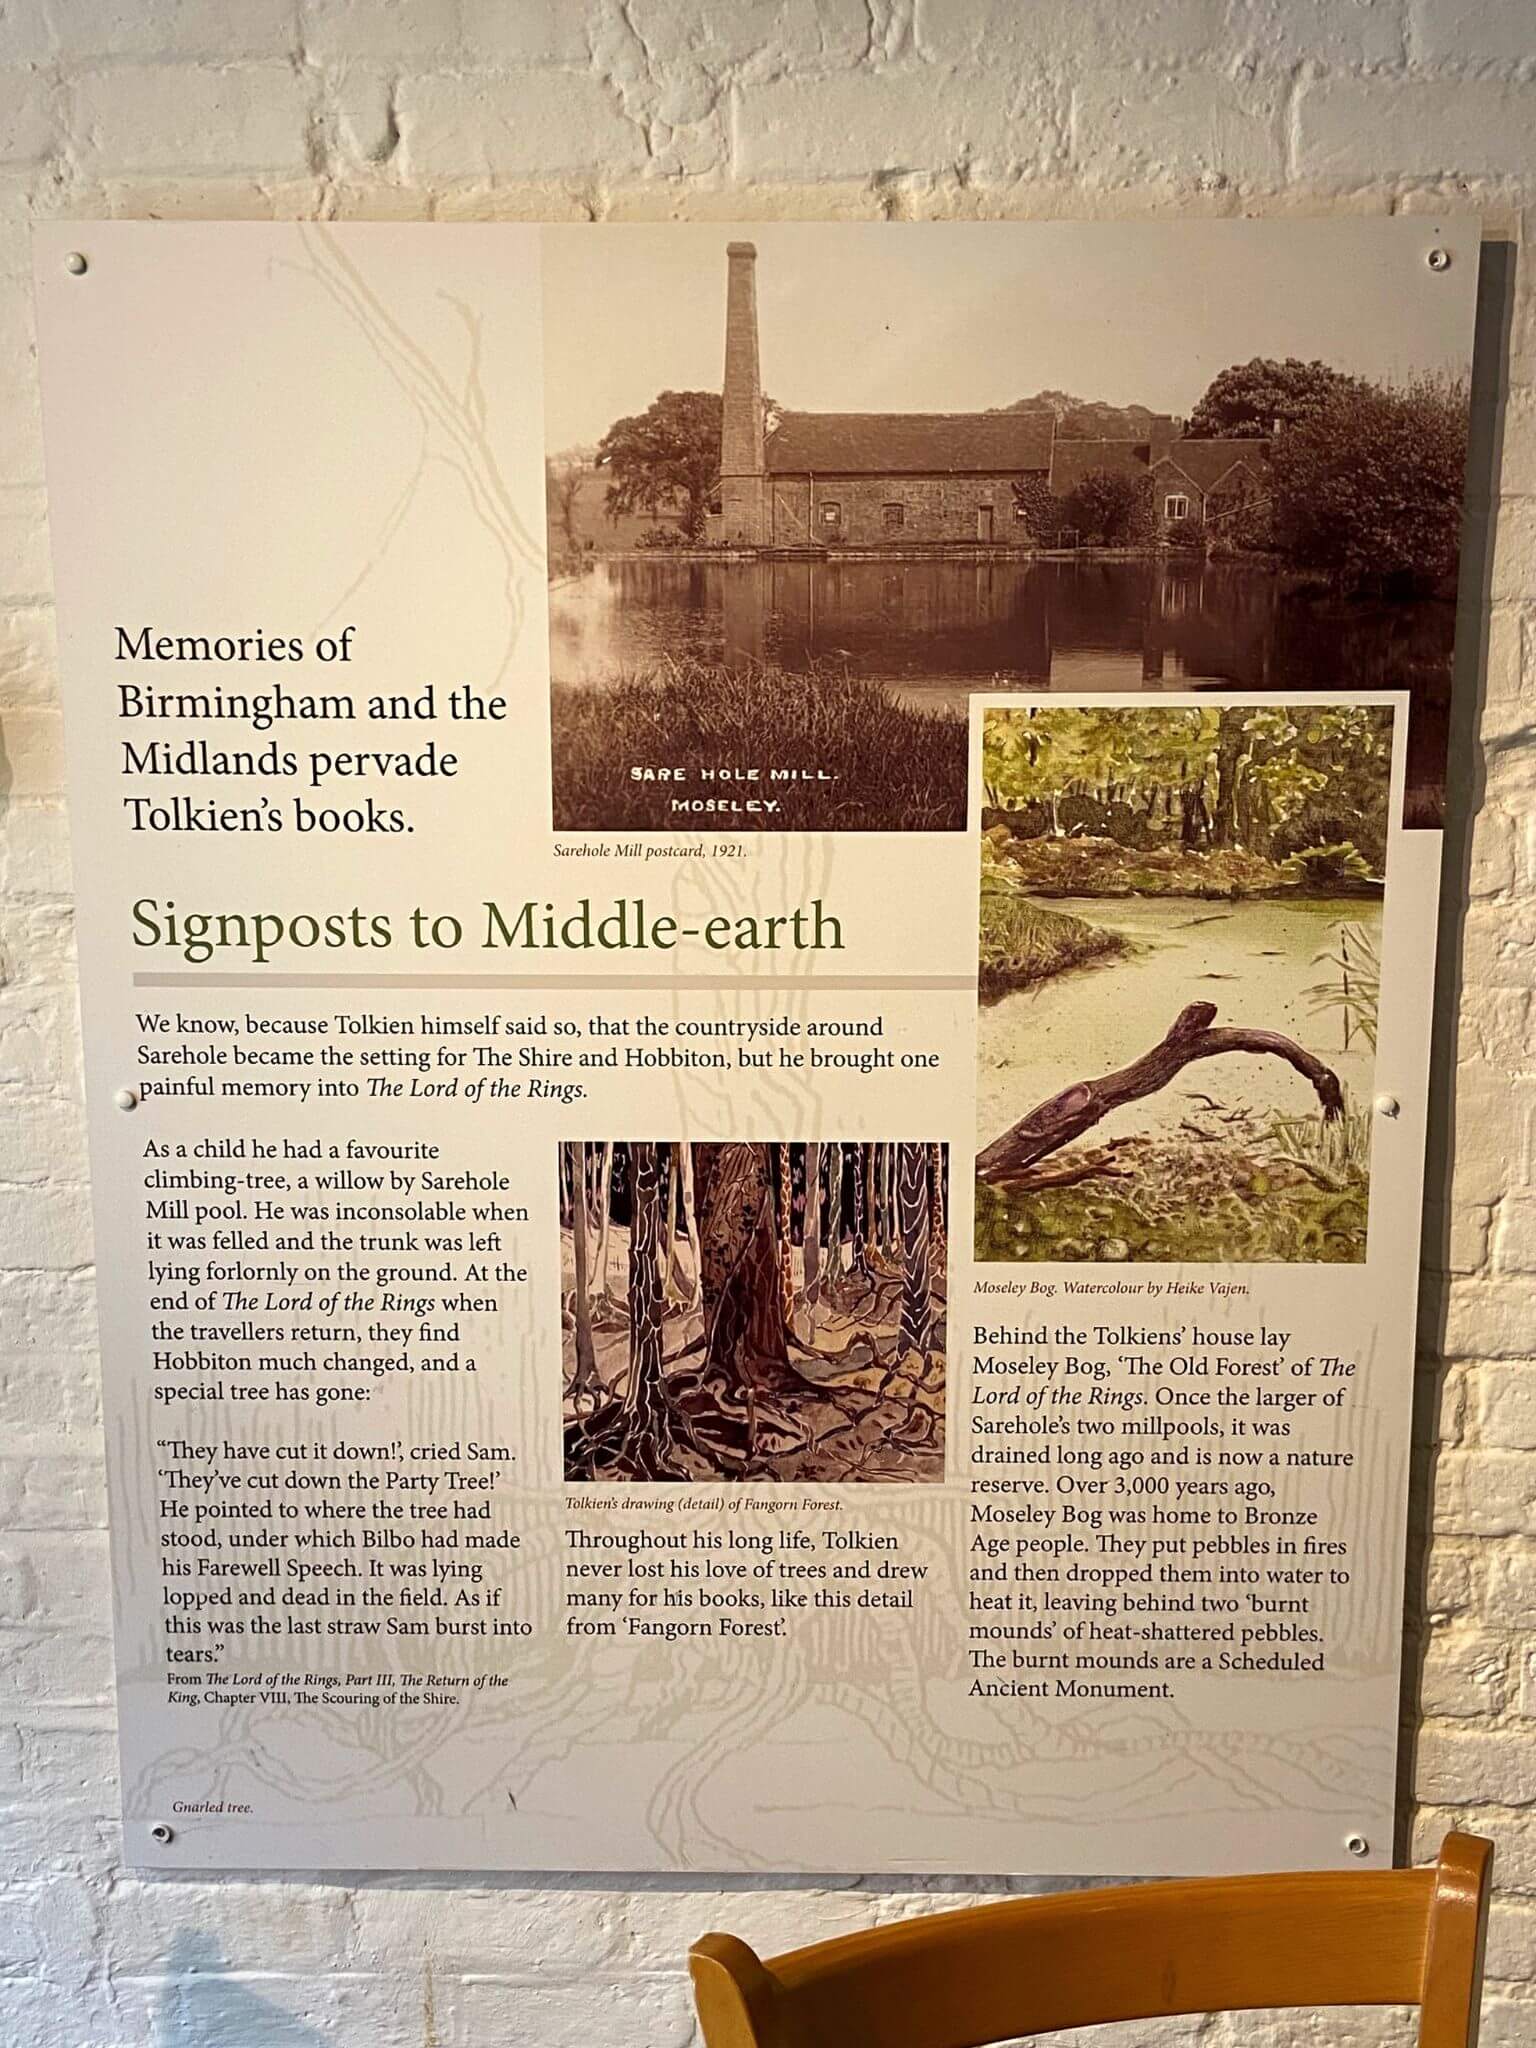 Memories of
Birmingham and the
Midlands pervade
Tolkien's books.
SARE HOLE MILL.
MOSELEY.
Sarehole Mill postcard, 1921.
Signposts to Middle-earth
We know, because Tolkien himself said so, that the countryside around
Sarehole became the setting for The Shire and Hobbiton, but he brought one
painful memory into The Lord of the Rings.
As a child he had a favourite
climbing-tree, a willow by Sarehole
Mill pool. He was inconsolable when
it was felled and the trunk was left
lying forlornly on the ground. At the
end of The Lord of the Rings when
the travellers return, they find
Hobbiton much changed, and a
special tree has gone:
“‘They have cut it down!’, cried Sam.
‘They’ve cut down the Party Tree!’
He pointed to where the tree had
stood, under which Bilbo had made
his Farewell Speech. It was lying
lopped and dead in the field. As if
this was the last straw Sam burst into
tears.”
From The Lord of the Rings, Part III, The Return of the
King, Chapter VIII, The Scouring of the Shire.
Tolkien's drawing (detail) of Fangorn Forest.
Throughout his long life, Tolkien
never lost his love of trees and drew
many for his books, like this detail
from ‘Fangorn Forest’.
Moseley Bog. Watercolour by Heike Vajen.
Behind the Tolkiens’ house lay
Moseley Bog, ‘The Old Forest’ of The
Lord of the Rings. Once the larger of
Sarehole’s two millpools, it was
drained long ago and is now a nature
reserve. Over 3,000 years ago,
Moseley Bog was home to Bronze
Age people. They put pebbles in fires
and then dropped them into water to
heat it, leaving behind two ‘burnt
mounds’ of heat-shattered pebbles.
The burnt mounds are a Scheduled
Ancient Monument.
Gnarled tree.